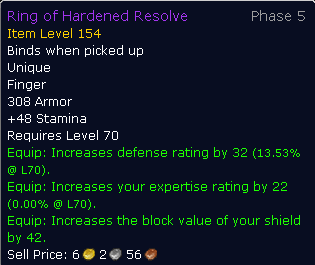 Ring of Hardened Resolve Phase 5
Item Level 154
Binds when picked up
Unique
Finger
308 Armor
+48 Stamina
Requires Level 70
Equip: Increases defense rating by 32 (13.53%
@ L70).
Equip: Increases your expertise rating by 22
(0.00% @ L70).
Equip: Increases the block value of your shield
by 42.
Sell Price: 6 2 56